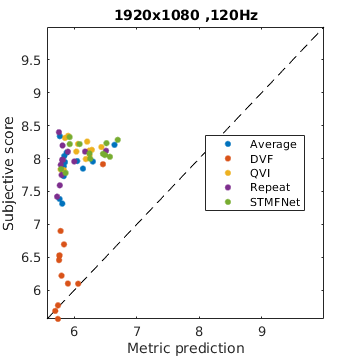 1920x1080 ,120Hz
Subjective score
9.5
9
8.5
8
7.5
7
6.5
6
Average
DVF
QVI
Repeat
STMFNet
6 7 8 9
Metric prediction